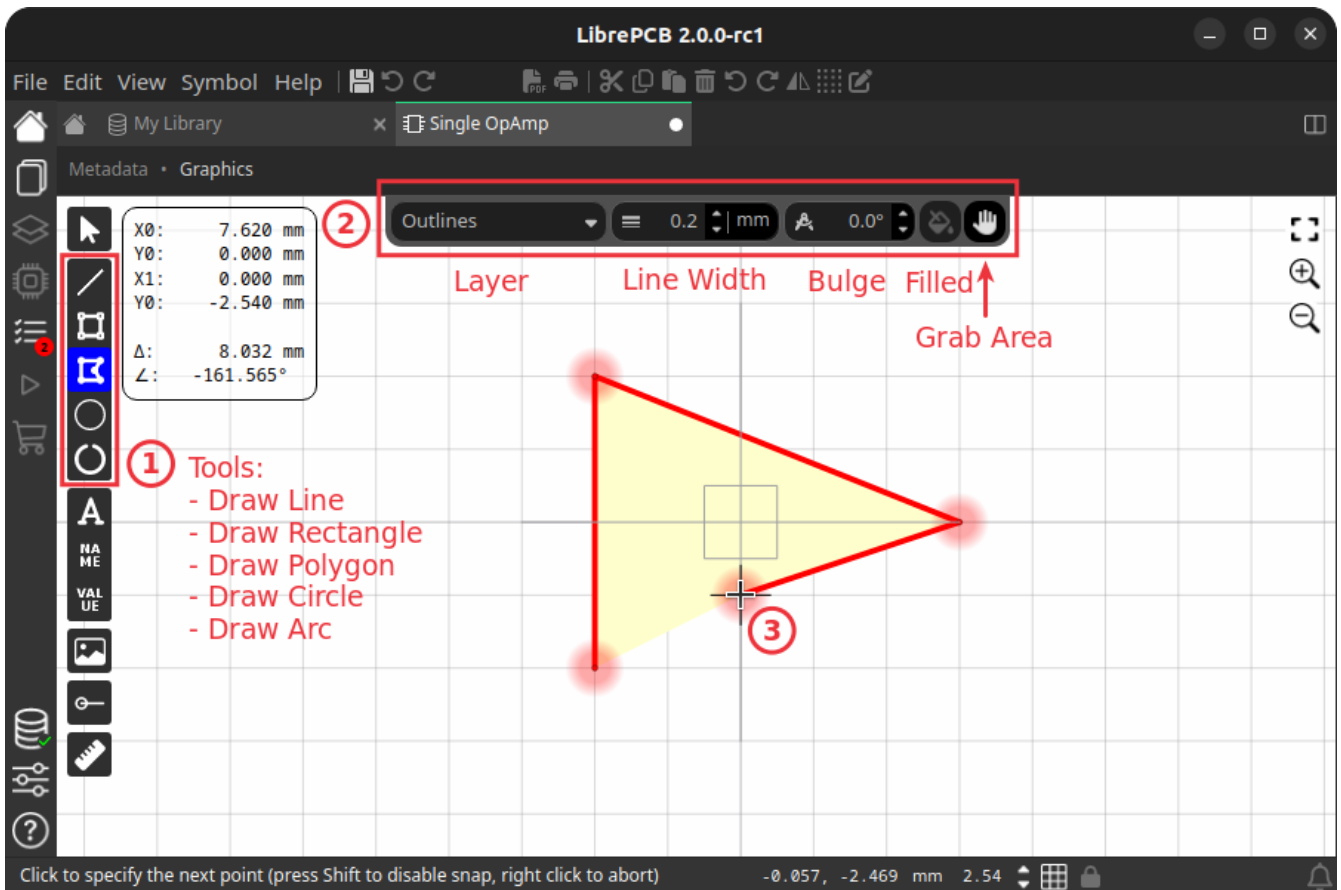 LibrePCB 2.0.0-rc1
File Edit View Symbol Help
PDF
My Library
Single OpAmp
Metadata • Graphics
2
Outlines
0.2 mm
0.0°
X0: 7.620 mm
Y0: 0.000 mm
X1: 0.000 mm
Y0: -2.540 mm
Δ: 8.032 mm
∠: -161.565°
Layer
Line Width
Bulge
Filled
Grab Area
2
1
Tools:
- Draw Line
- Draw Rectangle
- Draw Polygon
- Draw Circle
- Draw Arc
A
NA
ME
VAL
UE
3
?
Click to specify the next point (press Shift to disable snap, right click to abort)
-0.057, -2.469 mm 2.54